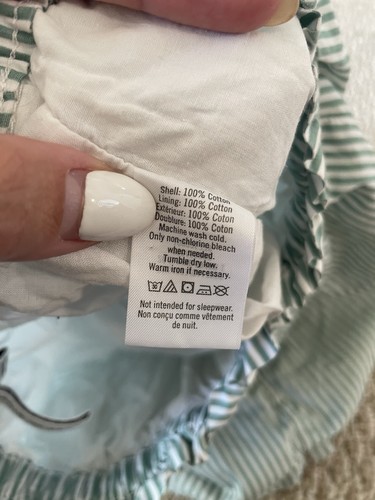 Shell: 100% Cotton
Lining: 100% Cotton
Extérieur: 100% Coton
Doublure: 100% Coton
Machine wash cold.
Only non-chlorine bleach
when needed.
Tumble dry low.
Warm iron if necessary.
Not intended for sleepwear.
Non conçu comme vêtement
de nuit.